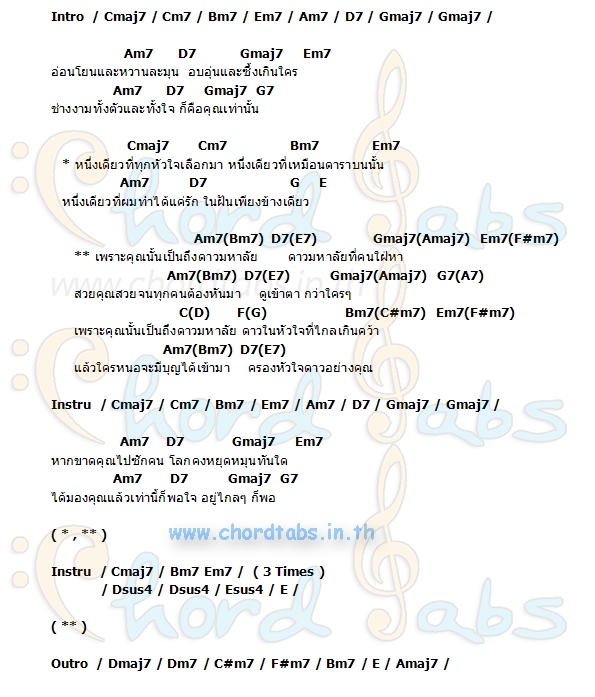 Intro / Cmaj7 / Cm7 / Bm7 / Em7 / Am7 / D7 / Gmaj7 / Gmaj7 /
Am7 D7 Gmaj7 Em7
อ่อนโยนและหวานละมุน อบอุ่นและซึ้งเกินใคร
Am7 D7 Gmaj7 G7
ช่างงามทั้งตัวและทั้งใจ ก็คือคุณเท่านั้น
Cmaj7 Cm7 Bm7 Em7
* หนึ่งเดียวที่ทุกหัวใจเลือกมา หนึ่งเดียวที่เหมือนดาราบนนั้น
Am7 D7 G E
หนึ่งเดียวที่ผมทำได้แค่รัก ในฝันเพียงข้างเดียว
Am7(Bm7) D7(E7) Gmaj7(Amaj7) Em7(F#m7)
** เพราะคุณนั้นเป็นถึงดาวมหาลัย ดาวมหาลัยที่คนใฝ่หา
Am7(Bm7) D7(E7) Gmaj7(Amaj7) G7(A7)
สวยคุณสวยจนทุกคนต้องหันมา ดูเข้าตา กว่าใครๆ
C(D) F(G) Bm7(C#m7) Em7(F#m7)
เพราะคุณนั้นเป็นถึงดาวมหาลัย ดาวในหัวใจที่ไกลเกินคว้า
Am7(Bm7) D7(E7)
แล้วใครหนอจะมีบุญได้เข้ามา ครองหัวใจดาวอย่างคุณ
Instru / Cmaj7 / Cm7 / Bm7 / Em7 / Am7 / D7 / Gmaj7 / Gmaj7 /
Am7 D7 Gmaj7 Em7
หากขาดคุณไปซักคน โลกคงหยุดหมุนทันใด
Am7 D7 Gmaj7 G7
ได้มองคุณแล้วเท่านี้ก็พอใจ อยู่ไกลๆ ก็พอ
( * , ** )
www.chordtabs.in.th
Instru / Cmaj7 / Bm7 Em7 / ( 3 Times )
/ Dsus4 / Dsus4 / Esus4 / E /
( ** )
Outro / Dmaj7 / Dm7 / C#m7 / F#m7 / Bm7 / E / Amaj7 /